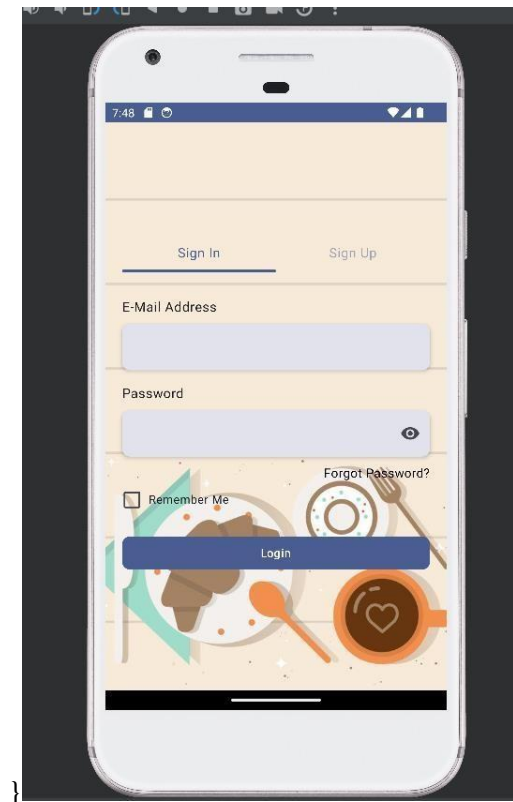 7:48
Sign In Sign Up
E-Mail Address
Password
Forgot Password?
Remember Me
Login
}